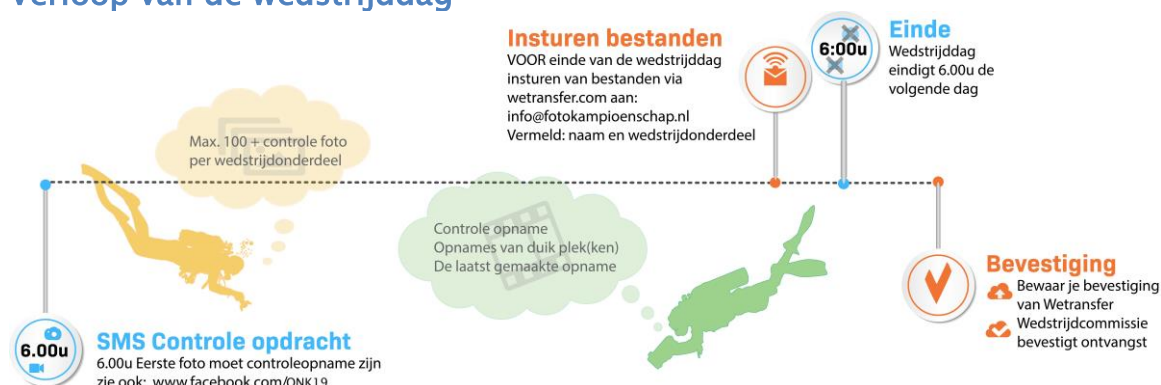 Verloop van de wedstrijddag
Insturen bestanden
VOOR einde van de wedstrijddag
insturen van bestanden via
wetransfer.com aan:
info@fotokampioenschap.nl
Vermeld: naam en wedstrijdonderdeel
6:00u
Einde
Wedstrijddag
eindigt 6.00u de
volgende dag
Max. 100 + controle foto
per wedstrijdonderdeel
Controle opname
Opnames van duik plek(ken)
De laatst gemaakte opname
Bevestiging
Bewaar je bevestiging
van Wetransfer
Wedstrijdcommissie
bevestigt ontvangst
6.00u
SMS Controle opdracht
6.00u Eerste foto moet controleopname zijn
zie ook: www.facebook.com/ONK19